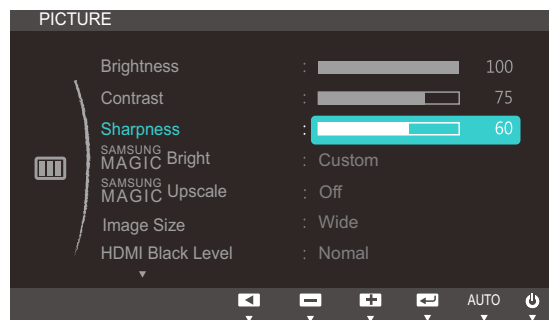 PICTURE
Brightness : 100
Contrast : 75
Sharpness : 60
SAMSUNG MAGIC Bright : Custom
SAMSUNG MAGIC Upscale : Off
Image Size : Wide
HDMI Black Level : Nomal
AUTO